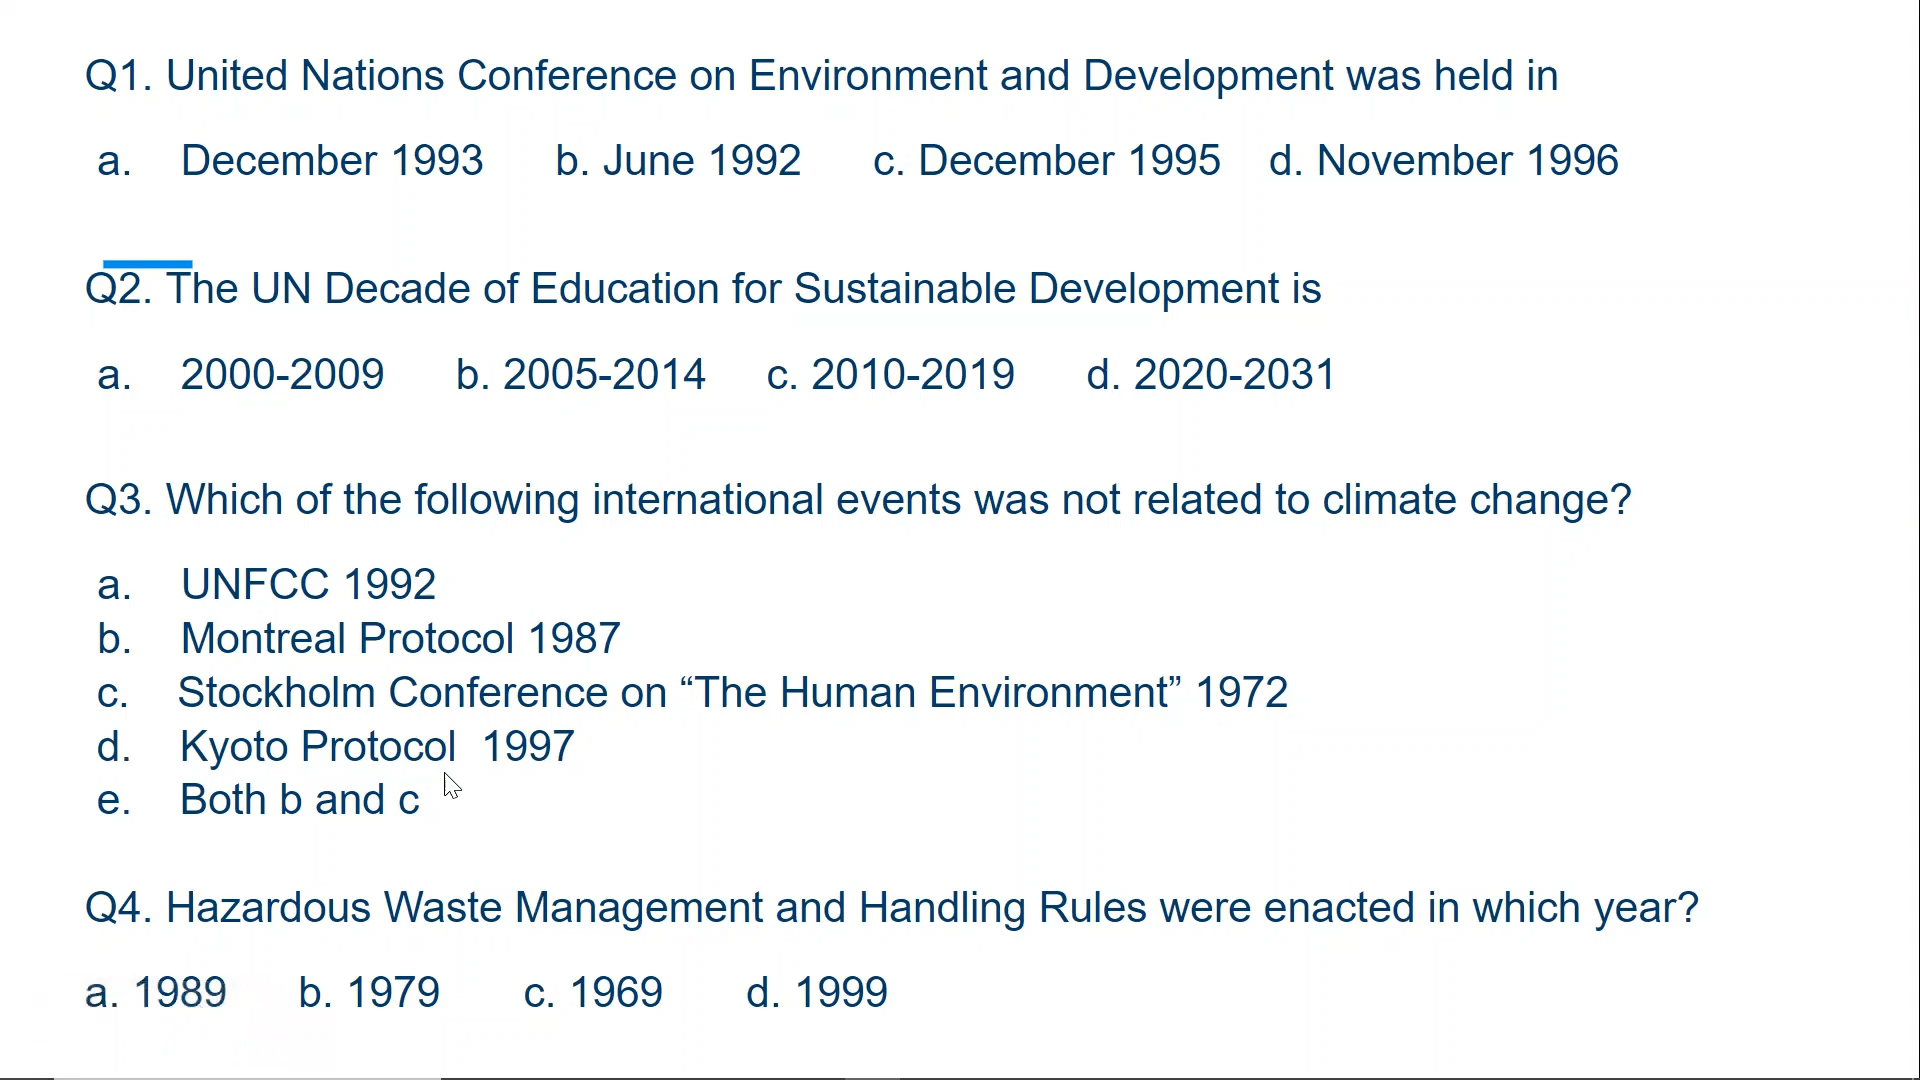 Q1. United Nations Conference on Environment and Development was held in
a. December 1993 b. June 1992 c. December 1995 d. November 1996
Q2. The UN Decade of Education for Sustainable Development is
a. 2000-2009 b. 2005-2014 c. 2010-2019 d. 2020-2031
Q3. Which of the following international events was not related to climate change?
a. UNFCC 1992
b. Montreal Protocol 1987
c. Stockholm Conference on “The Human Environment” 1972
d. Kyoto Protocol 1997
e. Both b and c
Q4. Hazardous Waste Management and Handling Rules were enacted in which year?
a. 1989 b. 1979 c. 1969 d. 1999